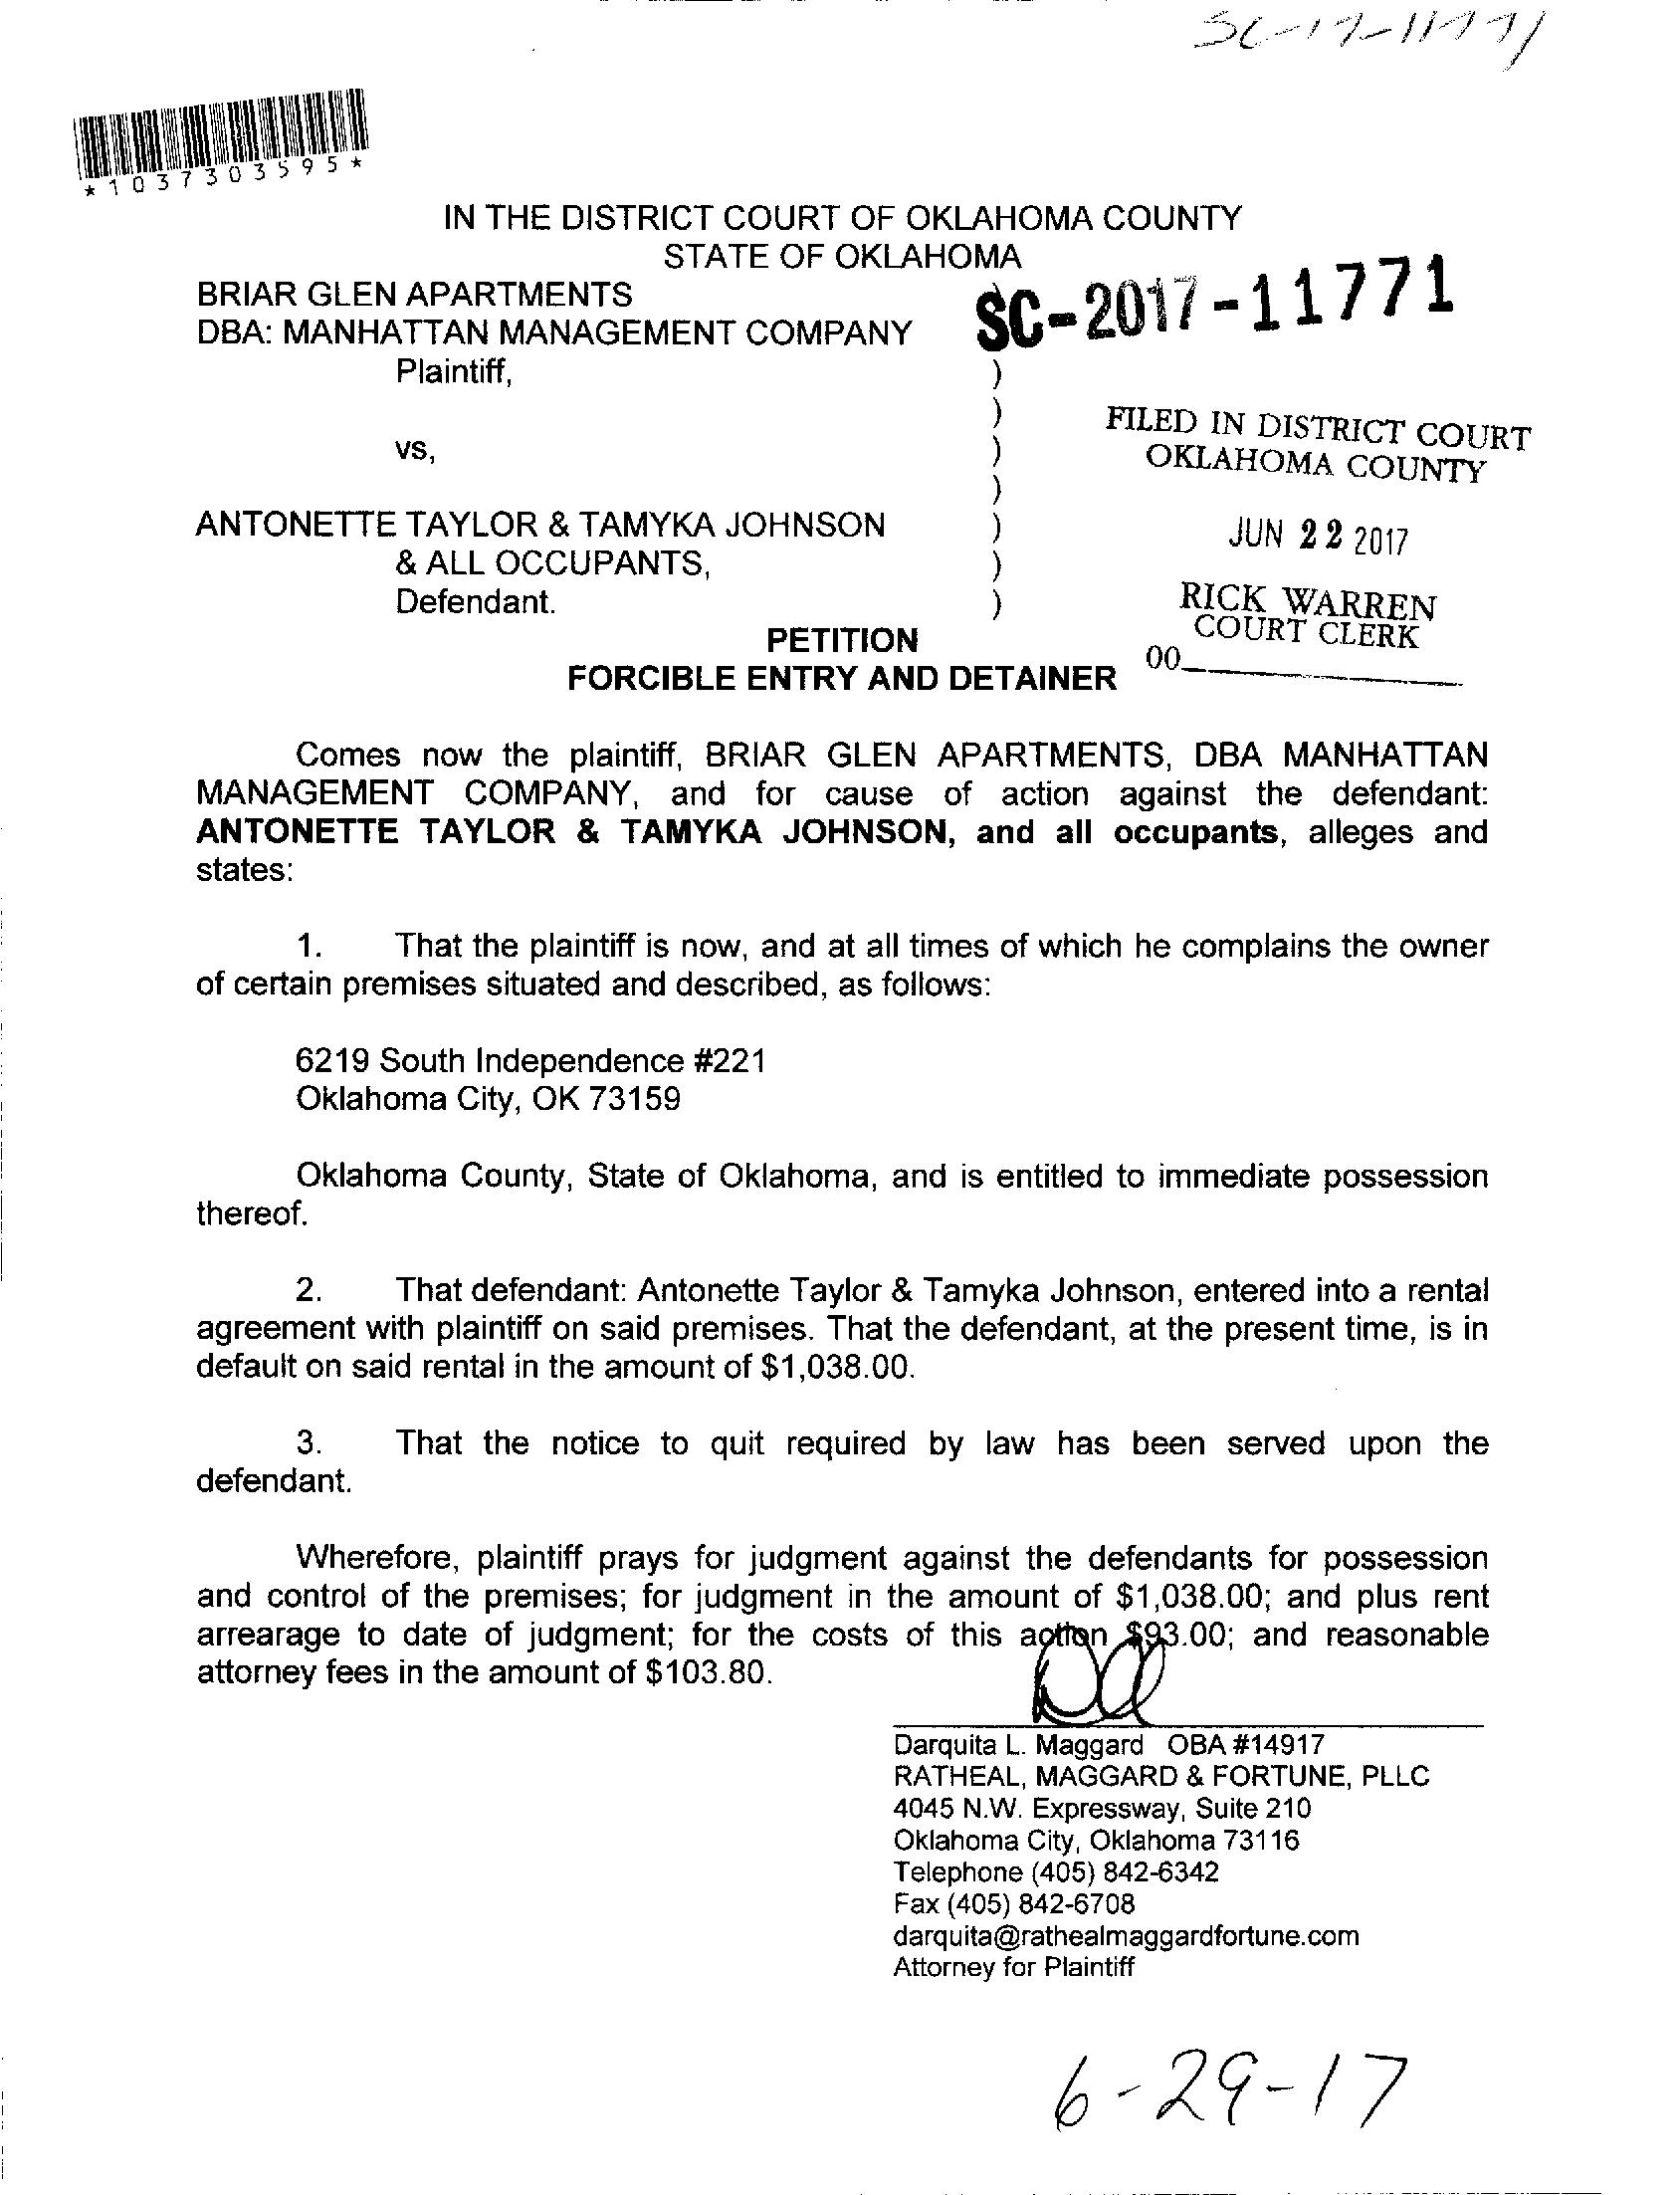 SC-17-11771
*1037303595*
IN THE DISTRICT COURT OF OKLAHOMA COUNTY
STATE OF OKLAHOMA
BRIAR GLEN APARTMENTS
DBA: MANHATTAN MANAGEMENT COMPANY
SC-2017-11771
Plaintiff, )
)
vs, )
)
FILED IN DISTRICT COURT
OKLAHOMA COUNTY
ANTONETTE TAYLOR & TAMYKA JOHNSON )
& ALL OCCUPANTS, )
Defendant. )
JUN 22 2017
RICK WARREN
COURT CLERK
00
PETITION
FORCIBLE ENTRY AND DETAINER
Comes now the plaintiff, BRIAR GLEN APARTMENTS, DBA MANHATTAN
MANAGEMENT COMPANY, and for cause of action against the defendant:
ANTONETTE TAYLOR & TAMYKA JOHNSON, and all occupants, alleges and
states:
1. That the plaintiff is now, and at all times of which he complains the owner
of certain premises situated and described, as follows:
6219 South Independence #221
Oklahoma City, OK 73159
Oklahoma County, State of Oklahoma, and is entitled to immediate possession
thereof.
2. That defendant: Antonette Taylor & Tamyka Johnson, entered into a rental
agreement with plaintiff on said premises. That the defendant, at the present time, is in
default on said rental in the amount of $1,038.00.
3. That the notice to quit required by law has been served upon the
defendant.
Wherefore, plaintiff prays for judgment against the defendants for possession
and control of the premises; for judgment in the amount of $1,038.00; and plus rent
arrearage to date of judgment; for the costs of this action $93.00; and reasonable
attorney fees in the amount of $103.80.
Darquita L. Maggard OBA #14917
RATHEAL, MAGGARD & FORTUNE, PLLC
4045 N.W. Expressway, Suite 210
Oklahoma City, Oklahoma 73116
Telephone (405) 842-6342
Fax (405) 842-6708
darquita@rathealmaggardfortune.com
Attorney for Plaintiff
6-29-17